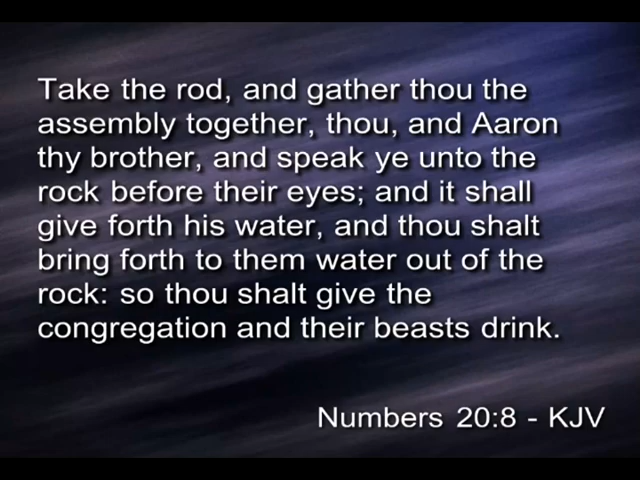 Take the rod, and gather thou the
assembly together, thou, and Aaron
thy brother, and speak ye unto the
rock before their eyes; and it shall
give forth his water, and thou shalt
bring forth to them water out of the
rock: so thou shalt give the
congregation and their beasts drink.
Numbers 20:8 - KJV